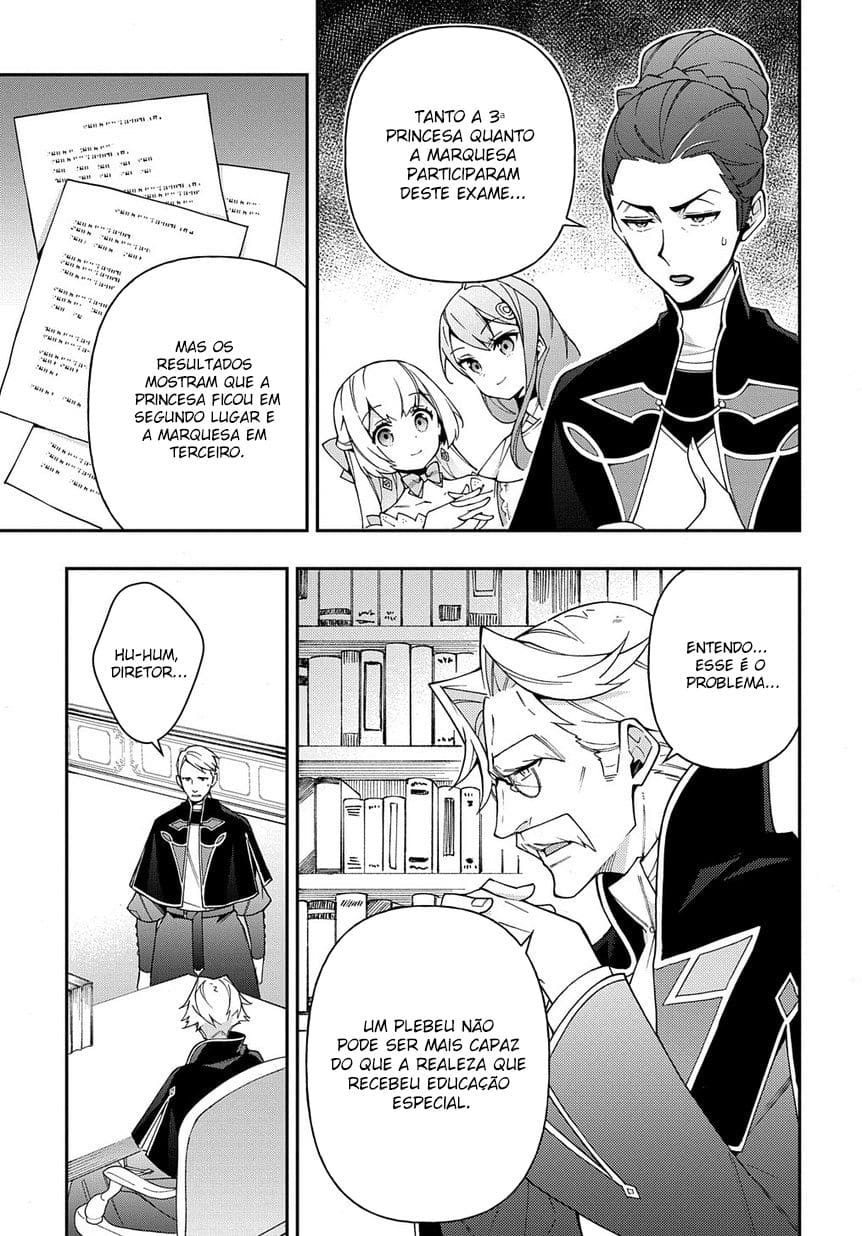 TANTO A 3ª
PRINCESA QUANTO
A MARQUESA
PARTICIPARAM
DESTE EXAME...
MAS OS
RESULTADOS
MOSTRAM QUE A
PRINCESA FICOU EM
SEGUNDO LUGAR E
A MARQUESA EM
TERCEIRO.
ENTENDO...
ESSE É O
PROBLEMA...
UM PLEBEU NÃO
PODE SER MAIS CAPAZ
DO QUE A REALEZA QUE
RECEBEU EDUCAÇÃO
ESPECIAL.
HU-HUM,
DIRETOR...